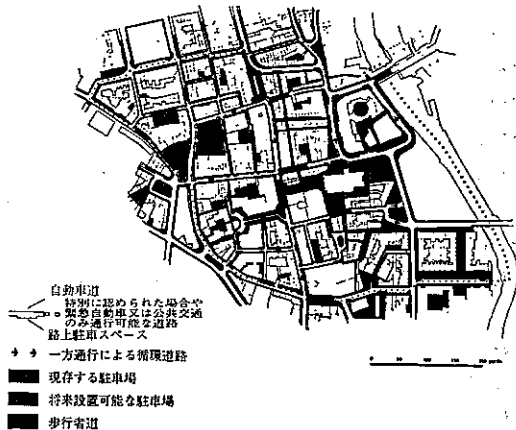 自動車道
特別に認められた場合や
緊急自動車又は公共交通
のみ通行可能な道路
路上駐車スペース
一方通行による循環道路
現存する駐車場
将来設置可能な駐車場
歩行者道